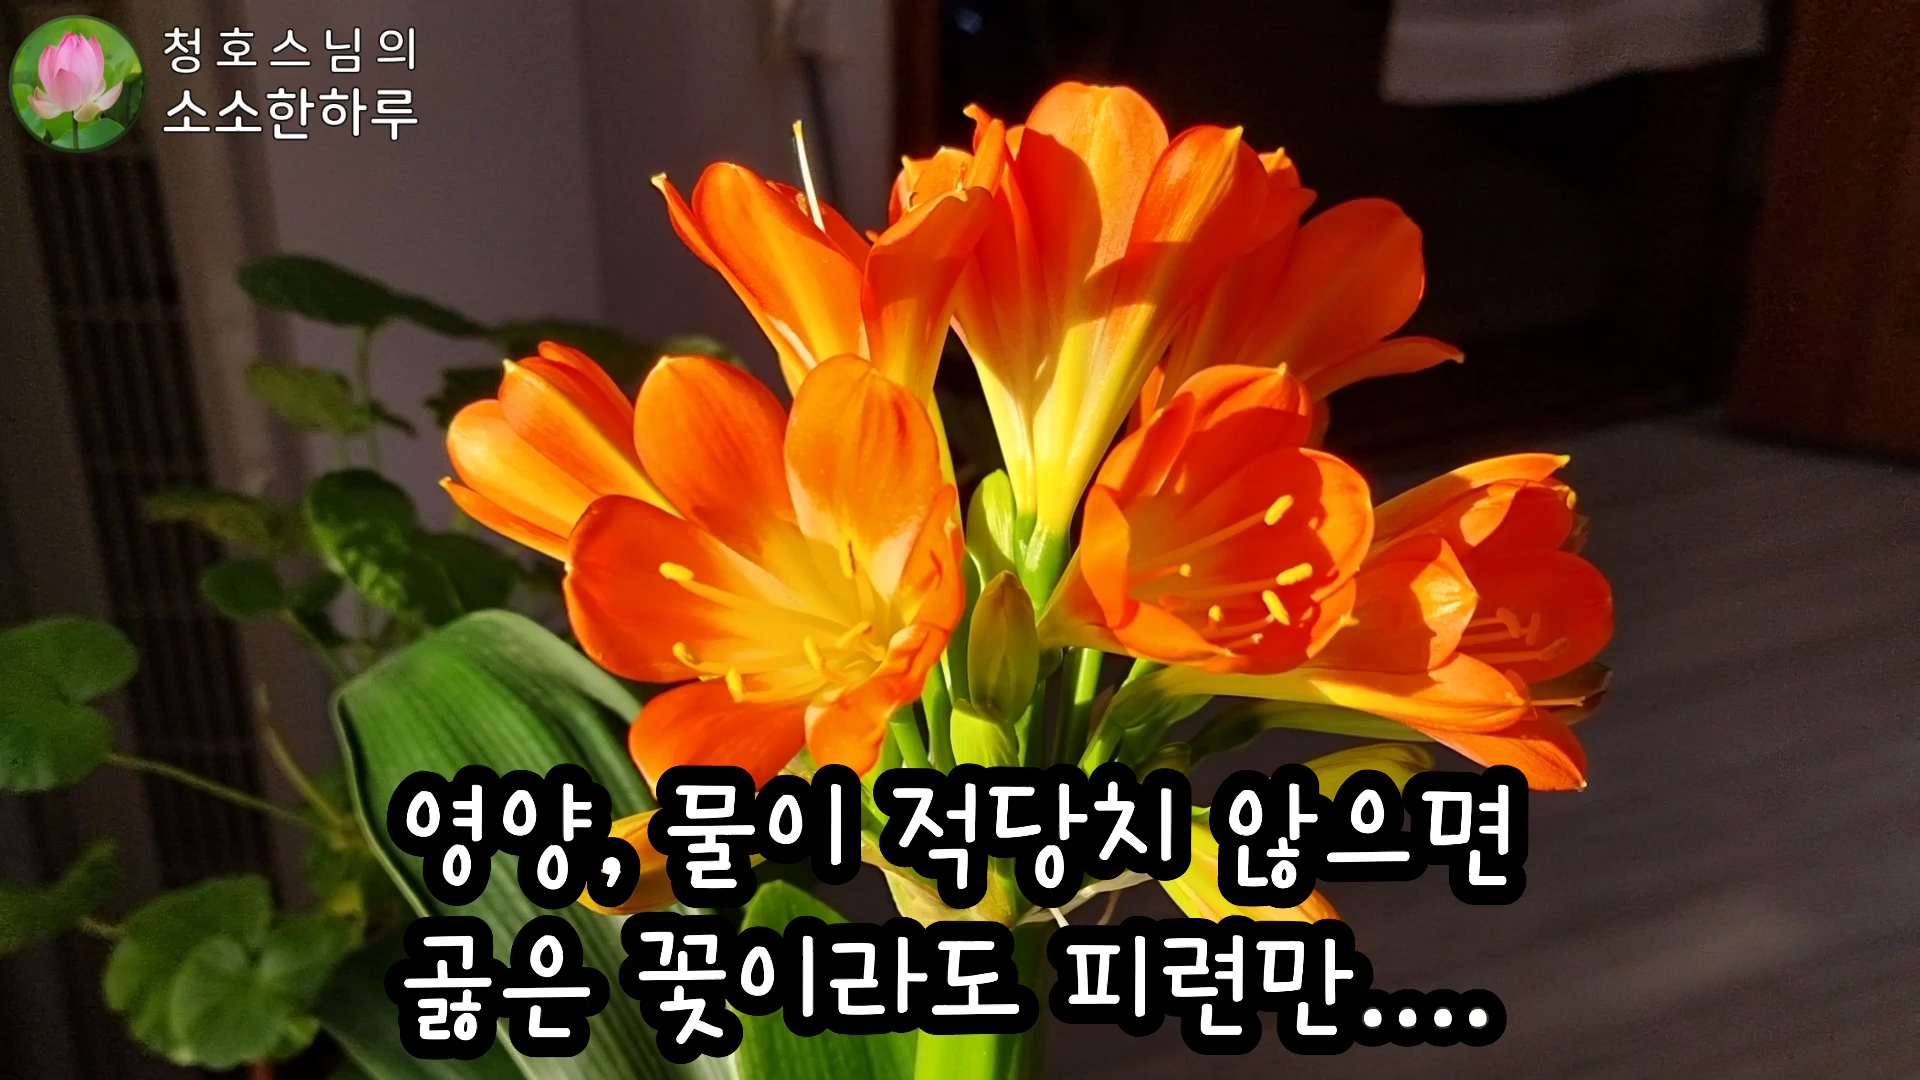 청호스님의
소소한하루
영양, 물이 적당치 않으면
곯은 꽃이라도 피련만....